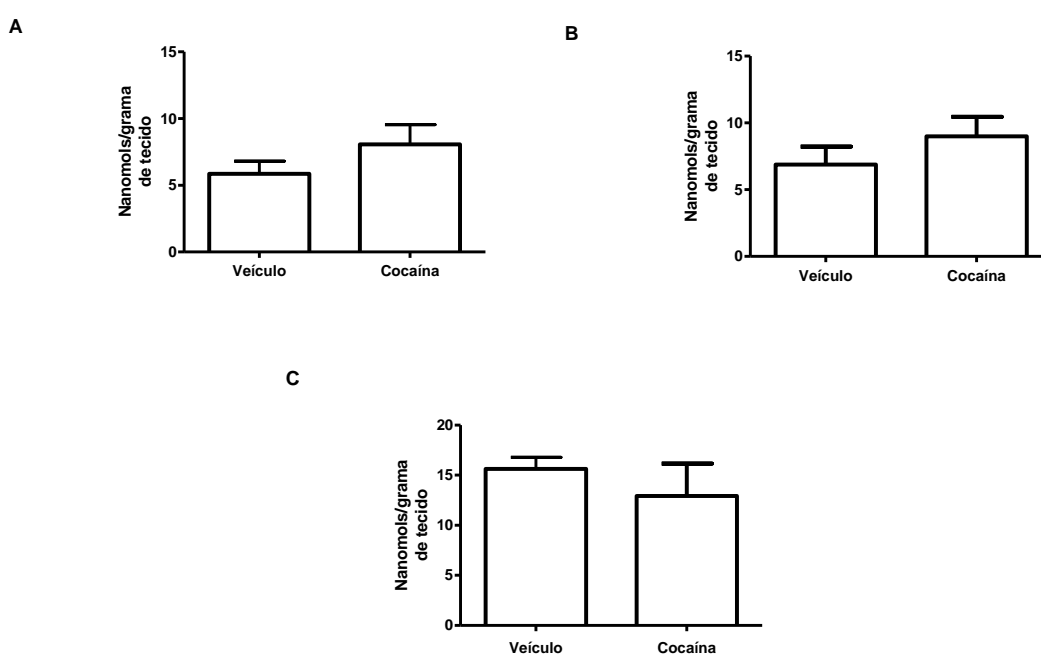 A
Nanomols/grama
de tecido
15
10
5
0
Veículo Cocaína
B
Nanomols/grama
de tecido
15
10
5
0
Veículo Cocaína
C
Nanomols/grama
de tecido
20
15
10
5
0
Veículo Cocaína